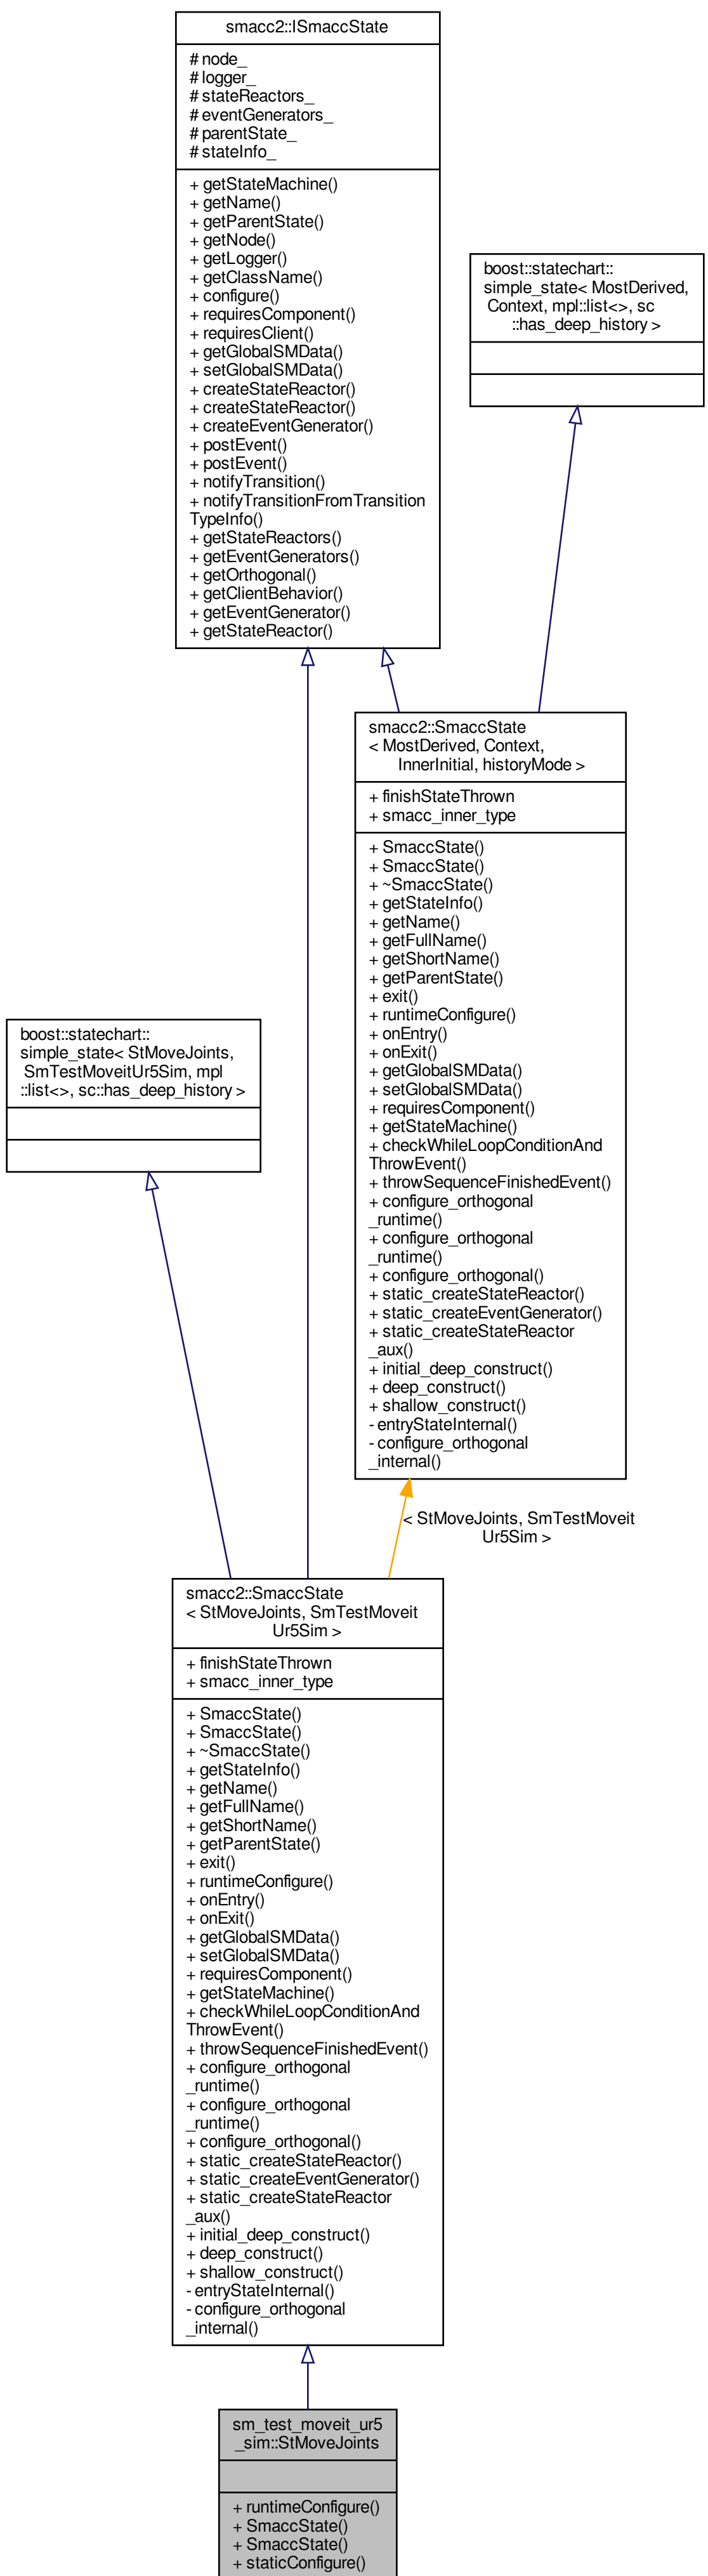 smacc2::ISmaccState
# node_
# logger_
# stateReactors_
# eventGenerators_
# parentState_
# stateInfo_
+ getStateMachine()
+ getName()
+ getParentState()
+ getNode()
+ getLogger()
+ getClassName()
+ configure()
+ requiresComponent()
+ requiresClient()
+ getGlobalSMData()
+ setGlobalSMData()
+ createStateReactor()
+ createStateReactor()
+ createEventGenerator()
+ postEvent()
+ postEvent()
+ notifyTransition()
+ notifyTransitionFromTransition
TypeInfo()
+ getStateReactors()
+ getEventGenerators()
+ getOrthogonal()
+ getClientBehavior()
+ getEventGenerator()
+ getStateReactor()
boost::statechart::
simple_state< MostDerived,
Context, mpl::list<>, sc
::has_deep_history >
smacc2::SmaccState
< MostDerived, Context,
InnerInitial, historyMode >
+ finishStateThrown
+ smacc_inner_type
+ SmaccState()
+ SmaccState()
+ ~SmaccState()
+ getStateInfo()
+ getName()
+ getFullName()
+ getShortName()
+ getParentState()
+ exit()
+ runtimeConfigure()
+ onEntry()
+ onExit()
+ getGlobalSMData()
+ setGlobalSMData()
+ requiresComponent()
+ getStateMachine()
+ checkWhileLoopConditionAnd
ThrowEvent()
+ throwSequenceFinishedEvent()
+ configure_orthogonal
_runtime()
+ configure_orthogonal
_runtime()
+ configure_orthogonal()
+ static_createStateReactor()
+ static_createEventGenerator()
+ static_createStateReactor
_aux()
+ initial_deep_construct()
+ deep_construct()
+ shallow_construct()
- entryStateInternal()
- configure_orthogonal
_internal()
boost::statechart::
simple_state< StMoveJoints,
SmTestMoveitUr5Sim, mpl
::list<>, sc::has_deep_history >
< StMoveJoints, SmTestMoveit
Ur5Sim >
smacc2::SmaccState
< StMoveJoints, SmTestMoveit
Ur5Sim >
+ finishStateThrown
+ smacc_inner_type
+ SmaccState()
+ SmaccState()
+ ~SmaccState()
+ getStateInfo()
+ getName()
+ getFullName()
+ getShortName()
+ getParentState()
+ exit()
+ runtimeConfigure()
+ onEntry()
+ onExit()
+ getGlobalSMData()
+ setGlobalSMData()
+ requiresComponent()
+ getStateMachine()
+ checkWhileLoopConditionAnd
ThrowEvent()
+ throwSequenceFinishedEvent()
+ configure_orthogonal
_runtime()
+ configure_orthogonal
_runtime()
+ configure_orthogonal()
+ static_createStateReactor()
+ static_createEventGenerator()
+ static_createStateReactor
_aux()
+ initial_deep_construct()
+ deep_construct()
+ shallow_construct()
- entryStateInternal()
- configure_orthogonal
_internal()
sm_test_moveit_ur5
_sim::StMoveJoints
+ runtimeConfigure()
+ SmaccState()
+ SmaccState()
+ staticConfigure()